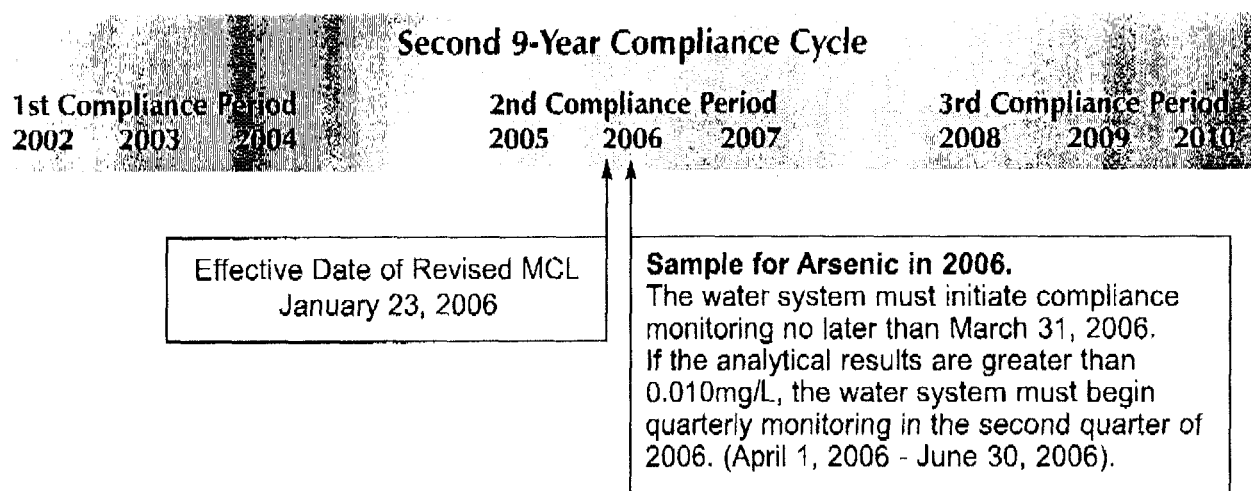 Second 9-Year Compliance Cycle
1st Compliance Period 2nd Compliance Period 3rd Compliance Period
2002 2003 2004 2005 2006 2007 2008 2009 2010
Effective Date of Revised MCL
January 23, 2006
Sample for Arsenic in 2006.
The water system must initiate compliance
monitoring no later than March 31, 2006.
If the analytical results are greater than
0.010mg/L, the water system must begin
quarterly monitoring in the second quarter of
2006. (April 1, 2006 - June 30, 2006).